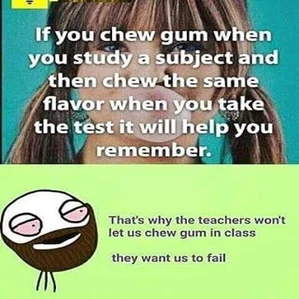 If you chew gum when
you study a subject and
then chew the same
flavor when you take
the test it will help you
remember.
That's why the teachers won't
let us chew gum in class
they want us to fail